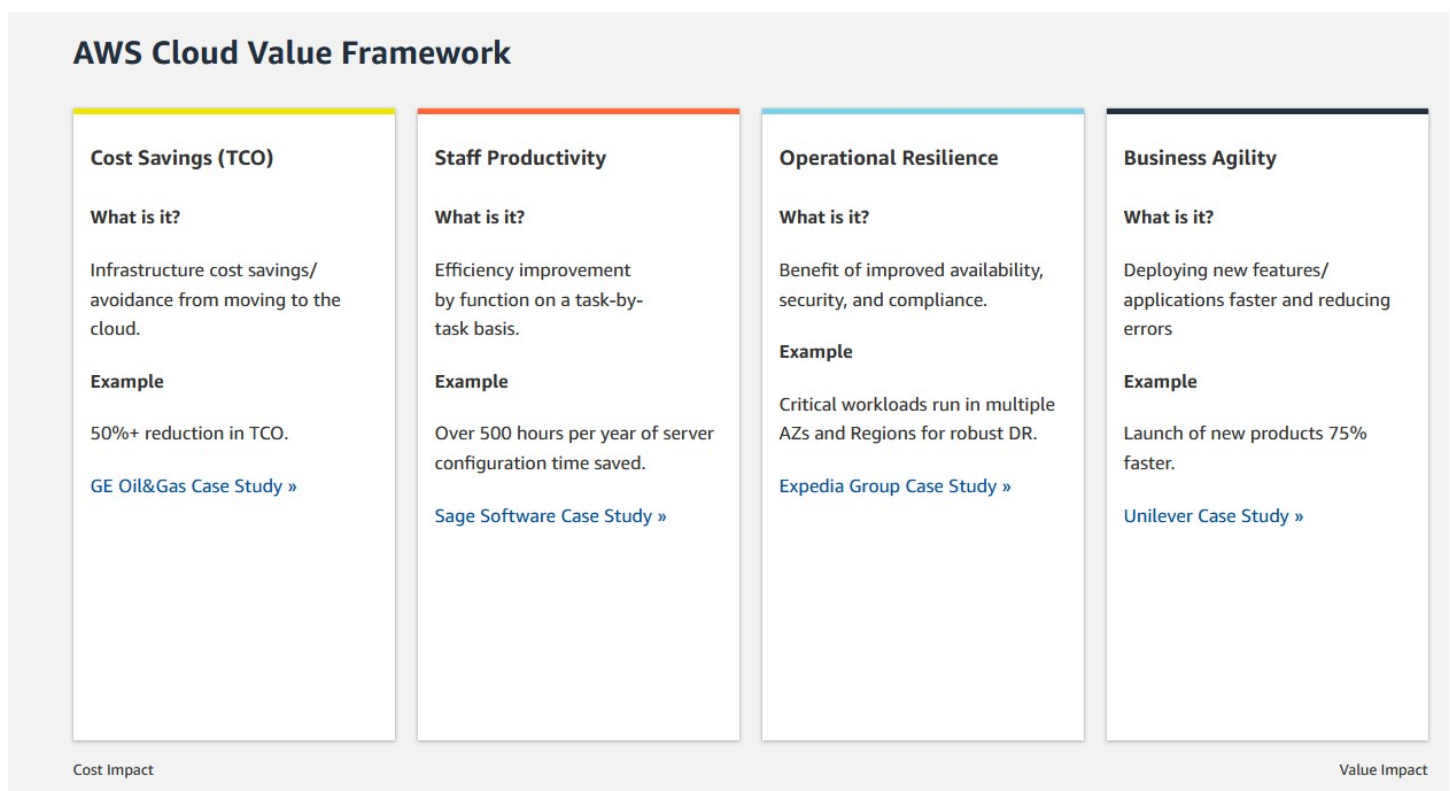 AWS Cloud Value Framework
Cost Savings (TCO)
What is it?
Infrastructure cost savings/
avoidance from moving to the
cloud.
Example
50%+ reduction in TCO.
GE Oil&Gas Case Study »
Staff Productivity
What is it?
Efficiency improvement
by function on a task-by-
task basis.
Example
Over 500 hours per year of server
configuration time saved.
Sage Software Case Study »
Operational Resilience
What is it?
Benefit of improved availability,
security, and compliance.
Example
Critical workloads run in multiple
AZs and Regions for robust DR.
Expedia Group Case Study »
Business Agility
What is it?
Deploying new features/
applications faster and reducing
errors
Example
Launch of new products 75%
faster.
Unilever Case Study »
Cost Impact
Value Impact